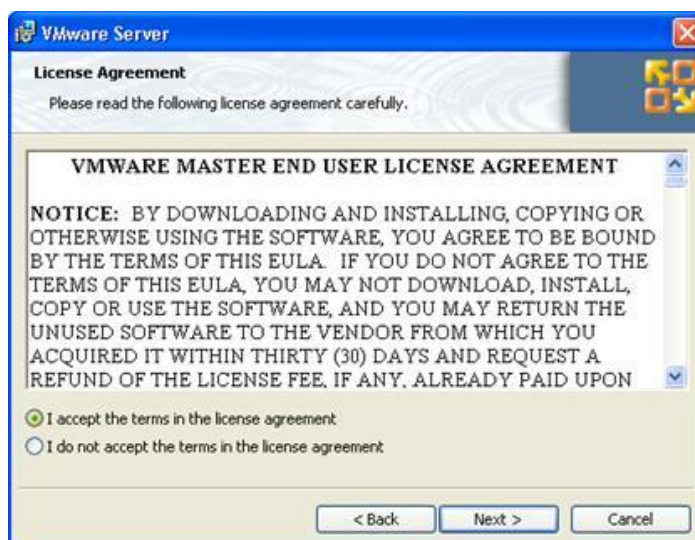 VMware Server
License Agreement
Please read the following license agreement carefully.
VMWARE MASTER END USER LICENSE AGREEMENT
NOTICE: BY DOWNLOADING AND INSTALLING, COPYING OR
OTHERWISE USING THE SOFTWARE, YOU AGREE TO BE BOUND
BY THE TERMS OF THIS EULA. IF YOU DO NOT AGREE TO THE
TERMS OF THIS EULA, YOU MAY NOT DOWNLOAD, INSTALL,
COPY OR USE THE SOFTWARE, AND YOU MAY RETURN THE
UNUSED SOFTWARE TO THE VENDOR FROM WHICH YOU
ACQUIRED IT WITHIN THIRTY (30) DAYS AND REQUEST A
REFUND OF THE LICENSE FEE, IF ANY, ALREADY PAID UPON
I accept the terms in the license agreement
I do not accept the terms in the license agreement
< Back Next > Cancel